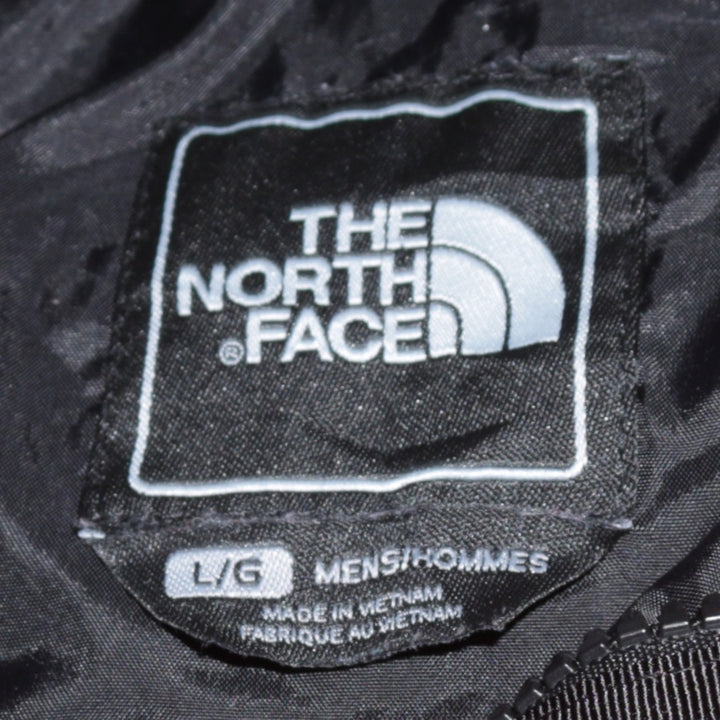 THE
NORTH
®FACE
L/G MENS/HOMMES
MADE IN VIETNAM
FABRIQUE AU VIETNAM